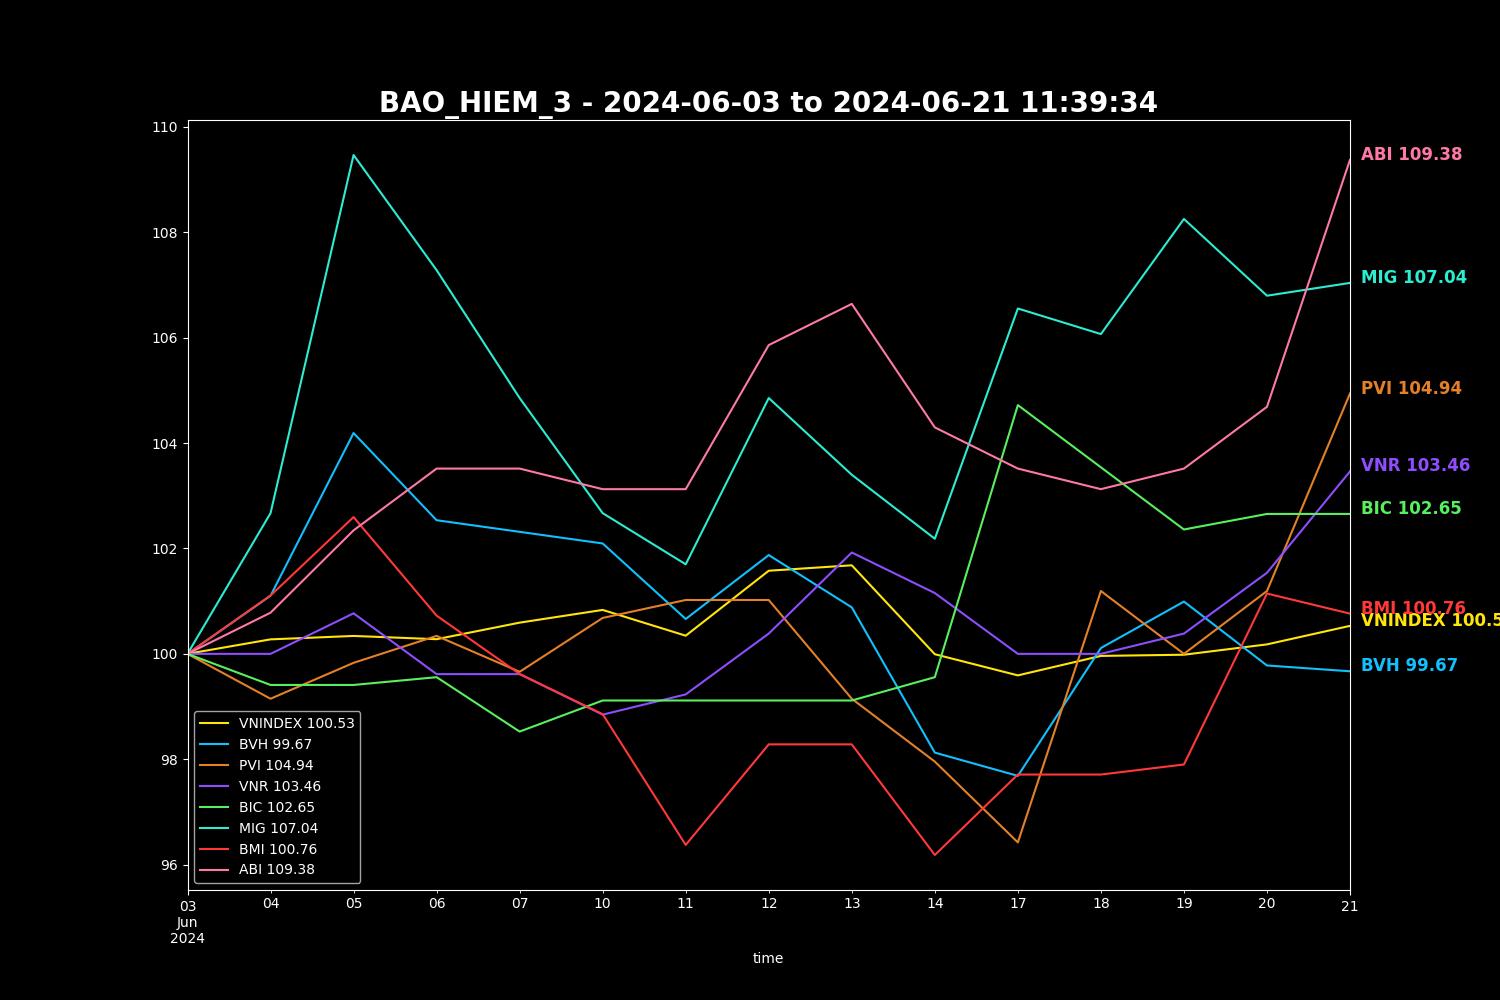 BAO_HIEM_3 - 2024-06-03 to 2024-06-21 11:39:34
110
108
106
104
102
100
98
96
ABI 109.38
MIG 107.04
PVI 104.94
VNR 103.46
BIC 102.65
BMI 100.76
VNINDEX 100.5
BVH 99.67
VNINDEX 100.53
BVH 99.67
PVI 104.94
VNR 103.46
BIC 102.65
MIG 107.04
BMI 100.76
ABI 109.38
03 04 05 06 07 10 11 12 13 14 17 18 19 20 21
Jun
2024
time